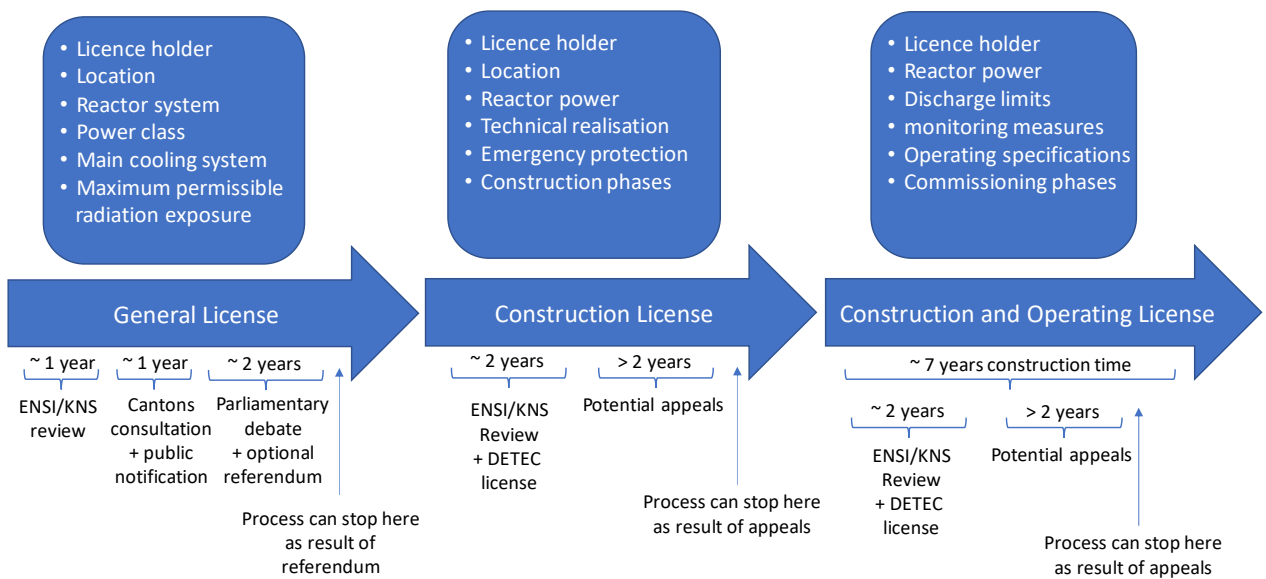 • Licence holder
• Location
• Reactor system
• Power class
• Main cooling system
• Maximum permissible
radiation exposure
• Licence holder
• Location
• Reactor power
• Technical realisation
• Emergency protection
• Construction phases
• Licence holder
• Reactor power
• Discharge limits
• monitoring measures
• Operating specifications
• Commissioning phases
General License
Construction License
Construction and Operating License
~ 1 year
ENSI/KNS
review
~ 1 year
Cantons
consultation
+ public
notification
~ 2 years
Parliamentary
debate
+ optional
referendum
Process can stop here
as result of
referendum
~ 2 years
ENSI/KNS
Review
+ DETEC
license
> 2 years
Potential appeals
Process can stop here
as result of appeals
~ 7 years construction time
~ 2 years
ENSI/KNS
Review
+ DETEC
license
> 2 years
Potential appeals
Process can stop here
as result of appeals